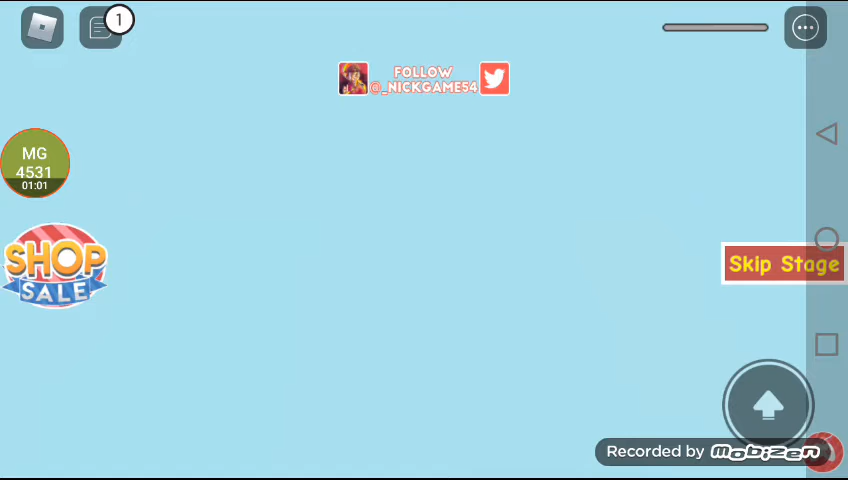 1
FOLLOW
@_NICKGAME54
MG
4531
01:01
SHOP
SALE
Skip Stage
Recorded by mobizen